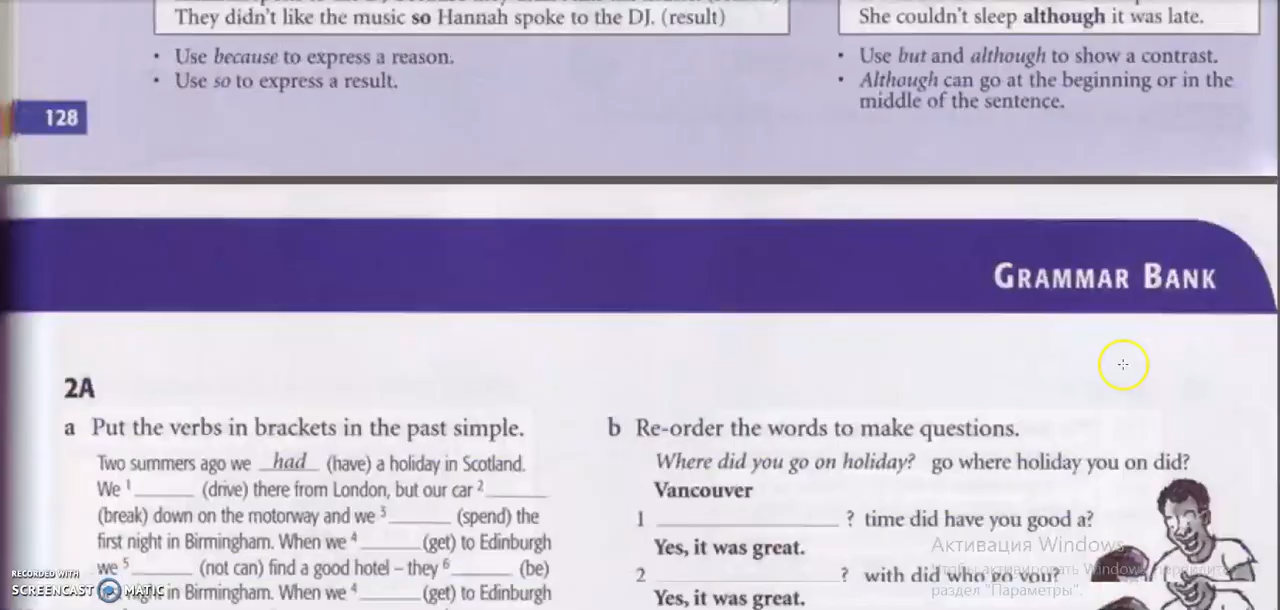 They didn't like the music so Hannah spoke to the DJ. (result)
• Use because to express a reason.
• Use so to express a result.
128
She couldn't sleep although it was late.
• Use but and although to show a contrast.
• Although can go at the beginning or in the
middle of the sentence.
GRAMMAR BANK
2A
a Put the verbs in brackets in the past simple.
Two summers ago we had (have) a holiday in Scotland.
We 1 ______ (drive) there from London, but our car 2 ______
(break) down on the motorway and we 3 ______ (spend) the
first night in Birmingham. When we 4 ______ (get) to Edinburgh
we 5 ______ (not can) find a good hotel – they 6 ______ (be)
night in Birmingham. When we 4 ______ (get) to Edinburgh
b Re-order the words to make questions.
Where did you go on holiday? go where holiday you on did?
Vancouver
1 ______ ? time did have you good a?
Yes, it was great.
2 ______ ? with did who go you?
Yes, it was great.
Активация Windows
Чтобы активировать Windows, перейдите в
раздел "Параметры".
RECORDED WITH
SCREENCAST MATIC